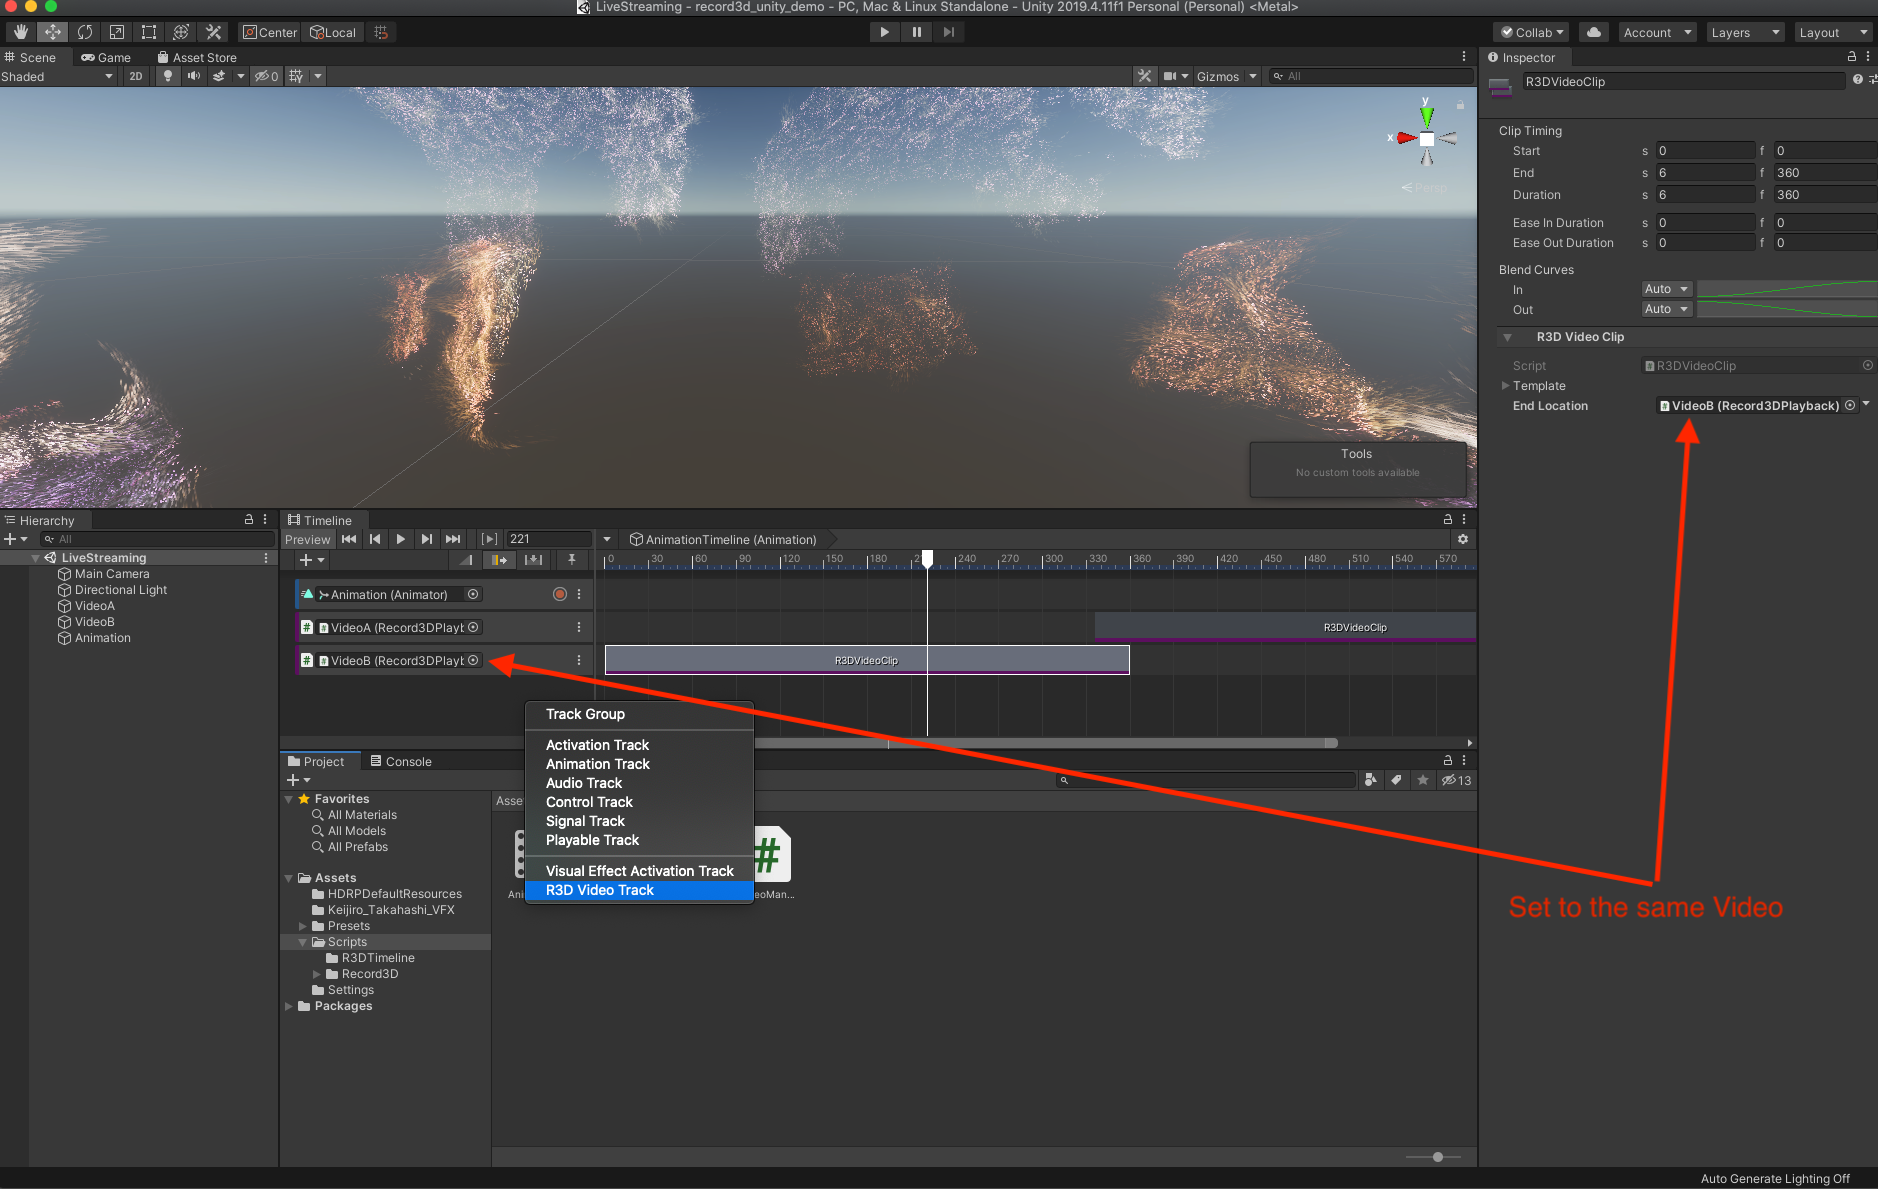 LiveStreaming - record3d_unity_demo - PC, Mac & Linux Standalone - Unity 2019.4.11f1 Personal (Personal) <Metal>
Center Local Collab Account Layers Layout
Scene Game Asset Store
Shaded 2D 0 Gizmos All
y
x
Persp
Tools
No custom tools available
Inspector
R3DVideoClip
Clip Timing
Start s 0 f 0
End s 6 f 360
Duration s 6 f 360
Ease In Duration s 0 f 0
Ease Out Duration s 0 f 0
Blend Curves
In Auto
Out Auto
R3D Video Clip
Script R3DVideoClip
Template
End Location VideoB (Record3DPlayback)
Hierarchy
All
LiveStreaming
Main Camera
Directional Light
VideoA
VideoB
Animation
Timeline
Preview 221 AnimationTimeline (Animation)
0 30 60 90 120 150 180 240 270 300 330 360 390 420 450 480 510 540 570
Animation (Animator)
VideoA (Record3DPlayb R3DVideoClip
VideoB (Record3DPlayb R3DVideoClip
Track Group
Activation Track
Animation Track
Audio Track
Control Track
Signal Track
Playable Track
Visual Effect Activation Track
R3D Video Track
Project Console
13
Favorites
All Materials
All Models
All Prefabs
Assets
HDRPDefaultResources
Keijiro_Takahashi_VFX
Presets
Scripts
R3DTimeline
Record3D
Settings
Packages
Asse
Ani
eoMan...
Set to the same Video
Auto Generate Lighting Off